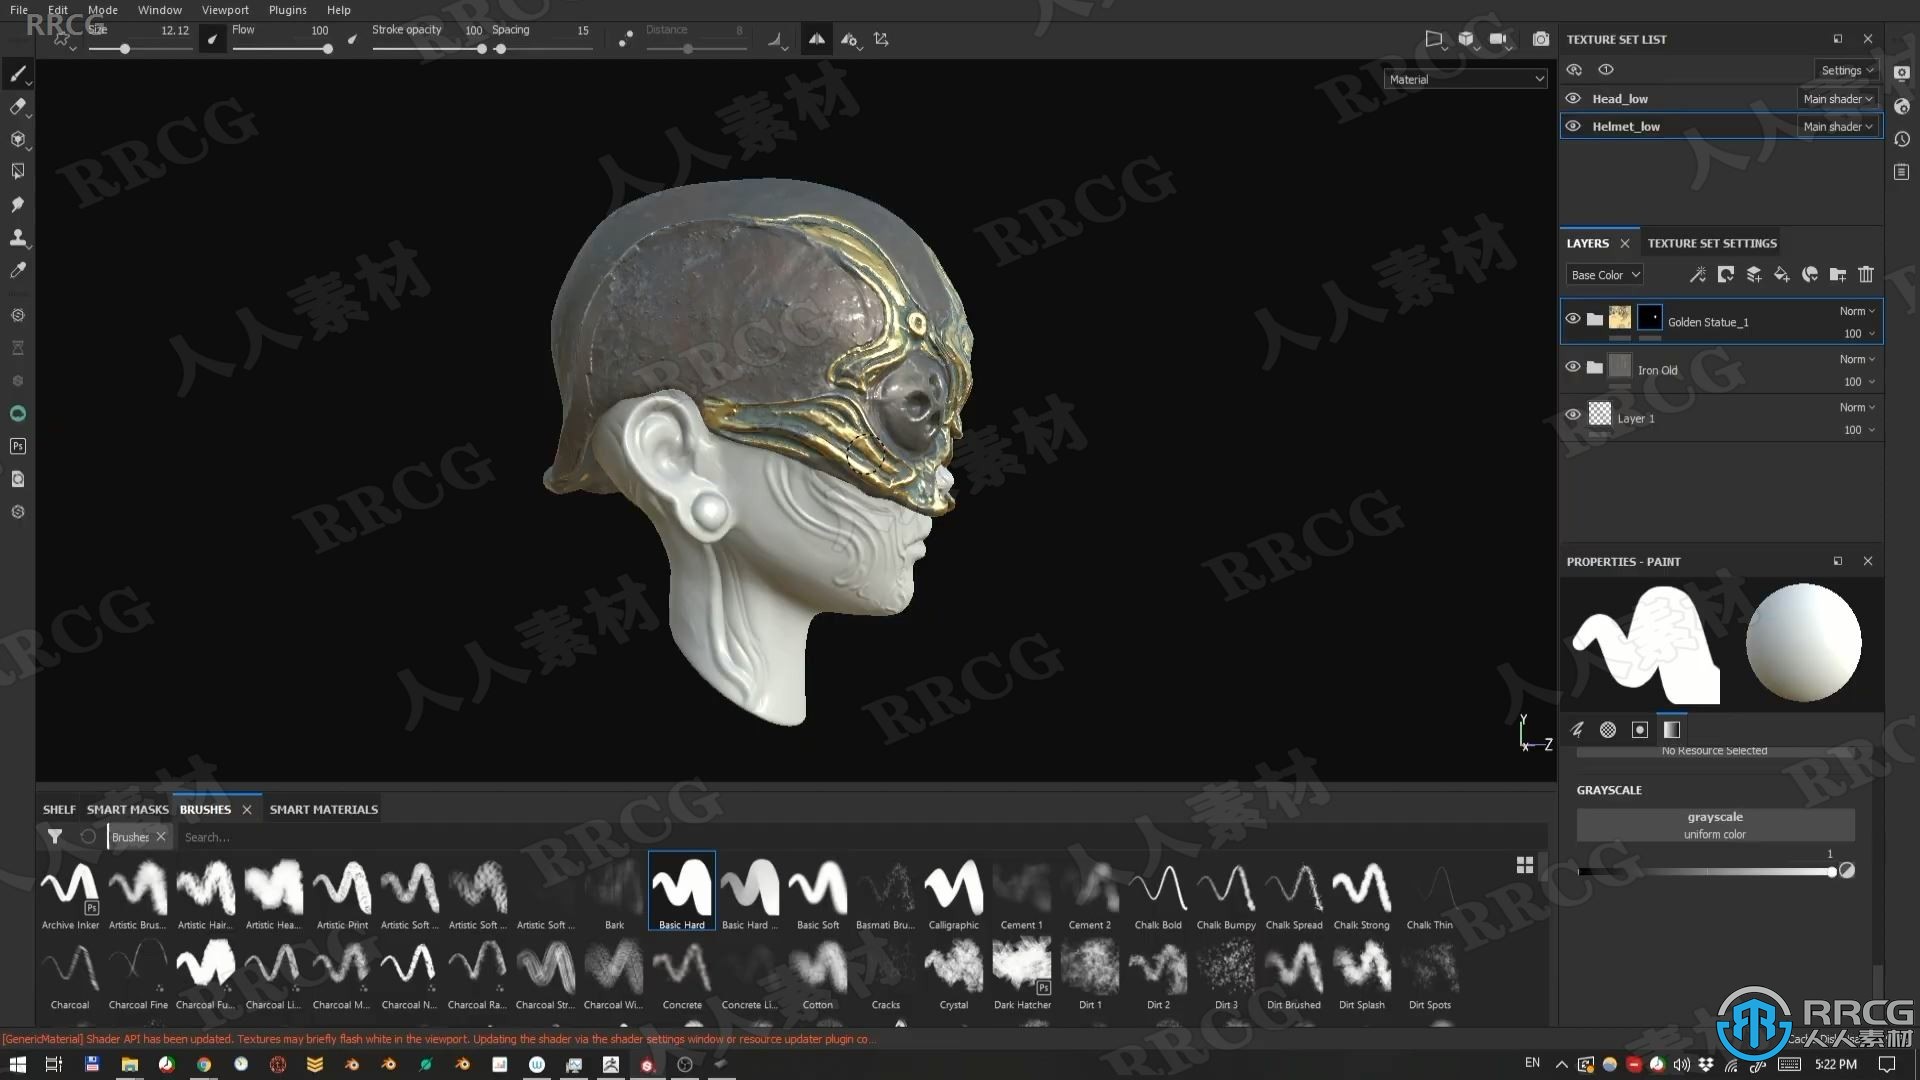 File Edit Mode Window Viewport Plugins Help
RRCG
Size 12.12 Flow 100 Stroke opacity 100 Spacing 15 Distance 8
Material
TEXTURE SET LIST
Settings
Head_low Main shader
Helmet_low Main shader
LAYERS TEXTURE SET SETTINGS
Base Color
Golden Statue_1 Norm 100
Iron Old Norm 100
Layer 1 Norm 100
PROPERTIES - PAINT
No Resource Selected
GRAYSCALE
grayscale
uniform color
1
Y
X Z
SHELF SMART MASKS BRUSHES SMART MATERIALS
Brushes Search...
Archive Inker Artistic Brus... Artistic Hair... Artistic Hea... Artistic Print Artistic Soft ... Artistic Soft ... Artistic Soft ... Bark Basic Hard Basic Hard ... Basic Soft Basmati Bru... Calligraphic Cement 1 Cement 2 Chalk Bold Chalk Bumpy Chalk Spread Chalk Strong Chalk Thin
Charcoal Charcoal Fine Charcoal Fu... Charcoal Li... Charcoal M... Charcoal N... Charcoal Ra... Charcoal Str... Charcoal Wi... Concrete Concrete Li... Cotton Cracks Crystal Dark Hatcher Dirt 1 Dirt 2 Dirt 3 Dirt Brushed Dirt Splash Dirt Spots
[GenericMaterial] Shader API has been updated. Textures may briefly flash white in the viewport. Updating the shader via the shader settings window or resource updater plugin co...
EN 5:22 PM
RRCG
人人素材